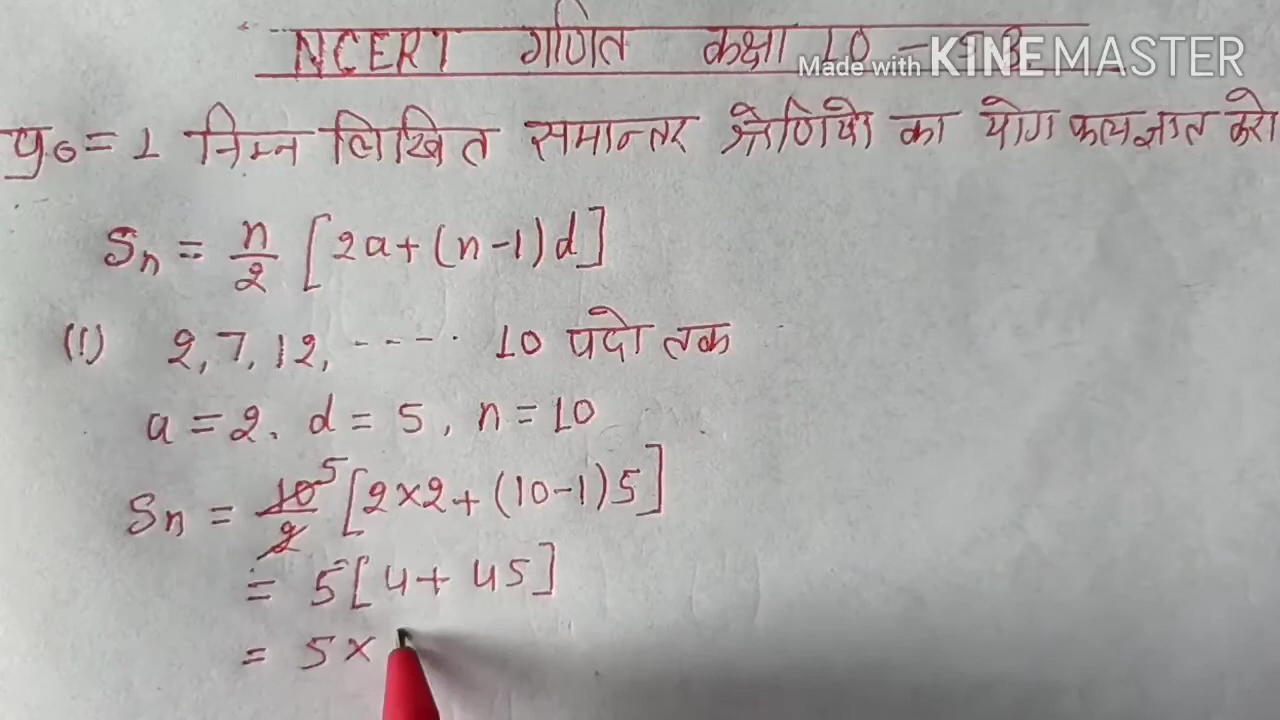 NCERT गणित कक्षा 10 –
Made with KINEMASTER
प्र० = 1 निम्न लिखित समान्तर श्रेणियो का योगफल ज्ञात करो
Sn = n/2 [2a+(n-1)d]
(1) 2,7,12, ----- 10 पदो तक
a = 2. d = 5, n = 10
Sn = 10/2 5 [2×2+(10-1)5]
= 5[4+45]
= 5×